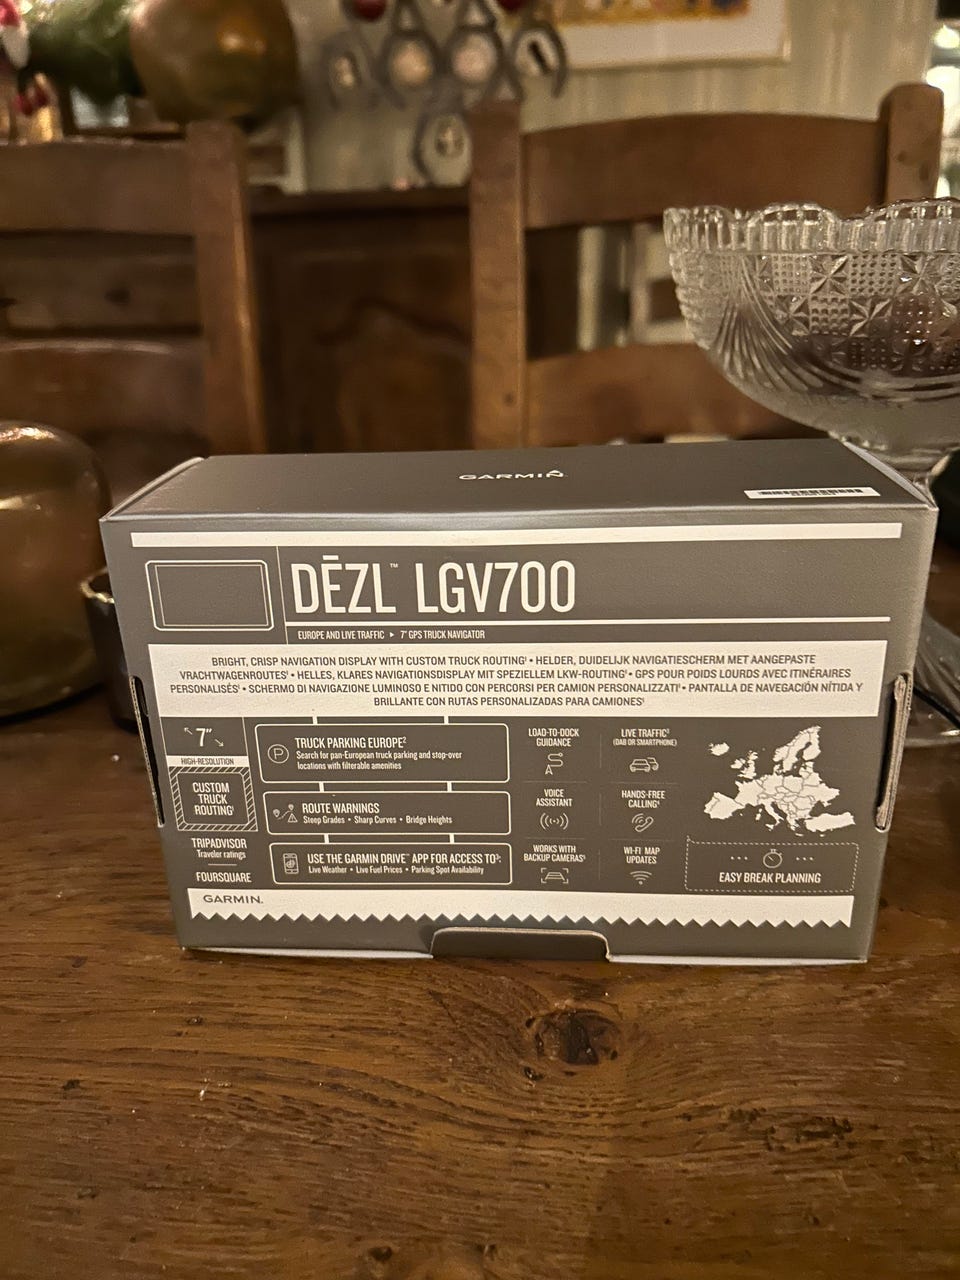 GARMIN
DĒZL™ LGV700
EUROPE AND LIVE TRAFFIC ▸ 7" GPS TRUCK NAVIGATOR
BRIGHT, CRISP NAVIGATION DISPLAY WITH CUSTOM TRUCK ROUTING¹ • HELDER, DUIDELIJK NAVIGATIESCHERM MET AANGEPASTE
VRACHTWAGENROUTES¹ • HELLES, KLARES NAVIGATIONSDISPLAY MIT SPEZIELLEM LKW-ROUTING¹ • GPS POUR POIDS LOURDS AVEC ITINÉRAIRES
PERSONALISÉS¹ • SCHERMO DI NAVIGAZIONE LUMINOSO E NITIDO CON PERCORSI PER CAMION PERSONALIZZATI¹ • PANTALLA DE NAVEGACIÓN NÍTIDA Y
BRILLANTE CON RUTAS PERSONALIZADAS PARA CAMIONES¹
7"
HIGH-RESOLUTION
CUSTOM
TRUCK
ROUTING¹
TRIPADVISOR
Traveler ratings
FOURSQUARE
P
TRUCK PARKING EUROPE²
Search for pan-European truck parking and stop-over
locations with filterable amenities
ROUTE WARNINGS
Steep Grades • Sharp Curves • Bridge Heights
USE THE GARMIN DRIVE™ APP FOR ACCESS TO³:
Live Weather • Live Fuel Prices • Parking Spot Availability
LOAD-TO-DOCK
GUIDANCE
A
VOICE
ASSISTANT
WORKS WITH
BACKUP CAMERAS⁵
LIVE TRAFFIC²
(DAB OR SMARTPHONE)
HANDS-FREE
CALLING⁴
WI-FI MAP
UPDATES
EASY BREAK PLANNING
GARMIN.